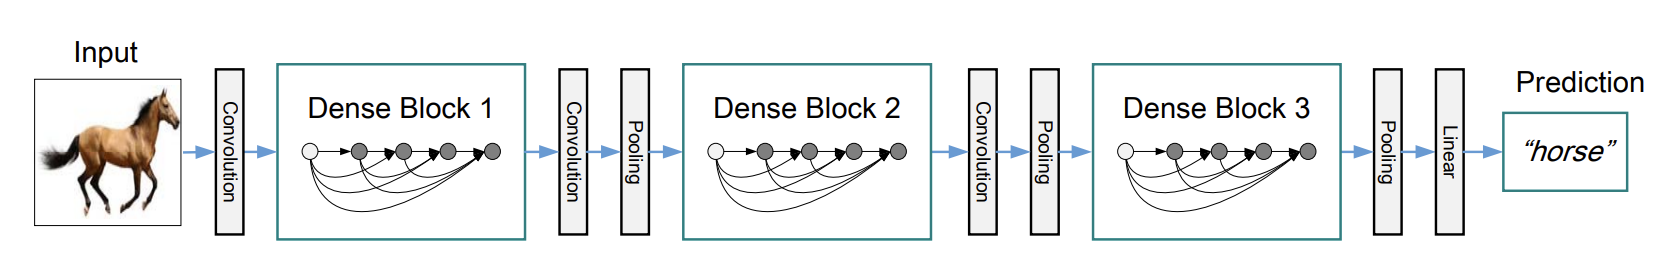 Input
Convolution
Dense Block 1
Convolution
Pooling
Dense Block 2
Convolution
Pooling
Dense Block 3
Pooling
Linear
Prediction
“horse”